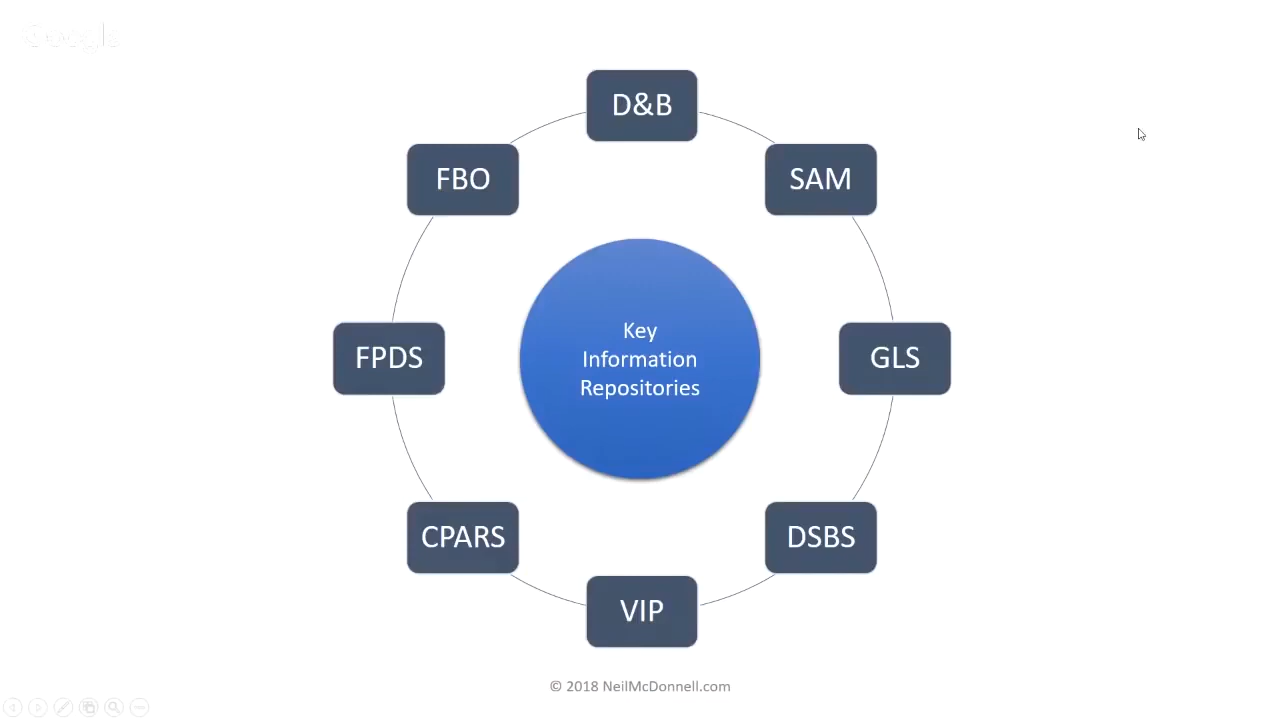 D&B
SAM
GLS
DSBS
VIP
CPARS
FPDS
FBO
Key
Information
Repositories
© 2018 NeilMcDonnell.com